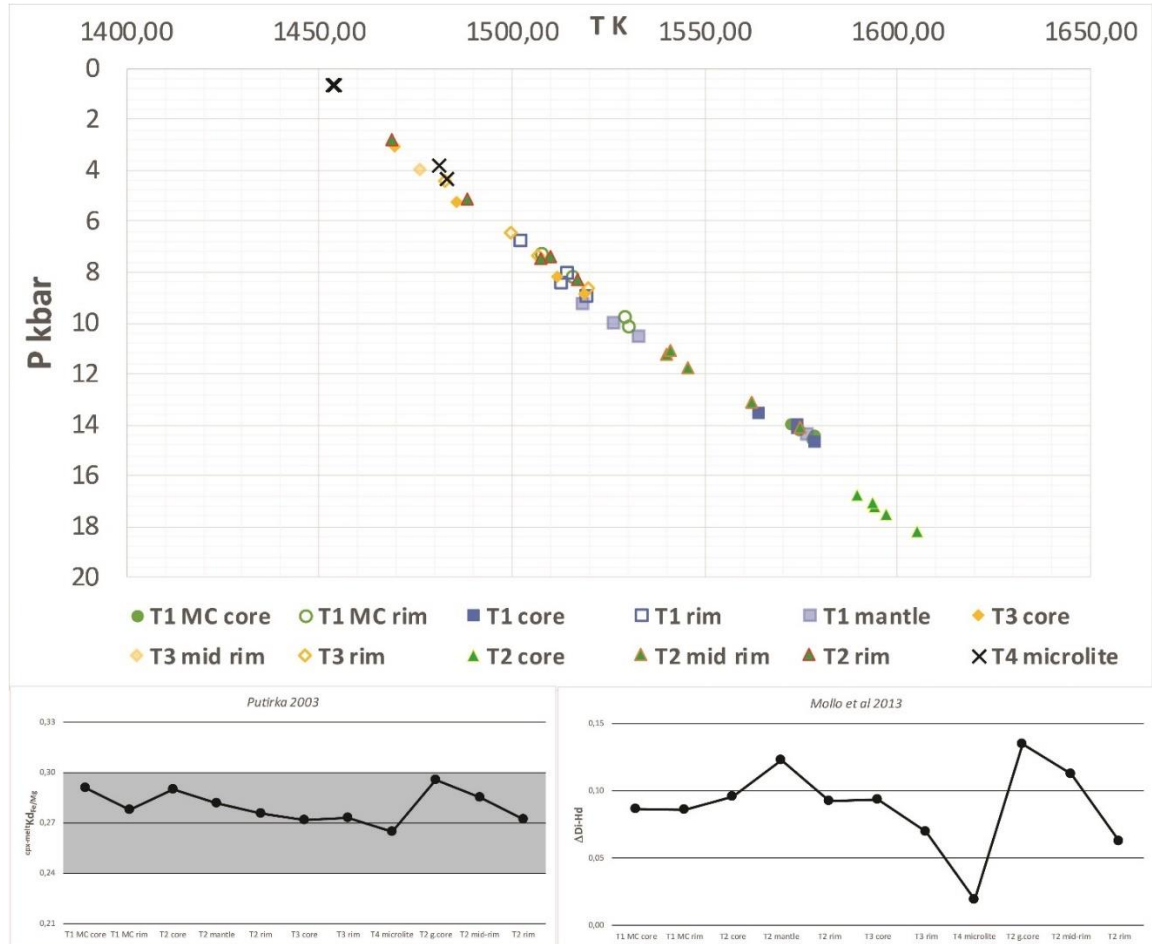 1400,00 1450,00 1500,00 T K 1550,00 1600,00 1650,00
P kbar
0
2
4
6
8
10
12
14
16
18
20
T1 MC core T1 MC rim T1 core T1 rim T1 mantle T3 core
T3 mid rim T3 rim T2 core T2 mid rim T2 rim T4 microlite
Putirka 2003
cpx-meltKdFe/Mg
0,33
0,30
0,27
0,24
0,21
T1 MC core T1 MC rim T2 core T2 mantle T2 rim T3 core T3 rim T4 microlite T2 g.core T2 mid-rim T2 rim
Mollo et al 2013
ΔDi-Hd
0,15
0,10
0,05
0,00
T1 MC core T1 MC rim T2 core T2 mantle T2 rim T3 core T3 rim T4 microlite T2 g.core T2 mid-rim T2 rim